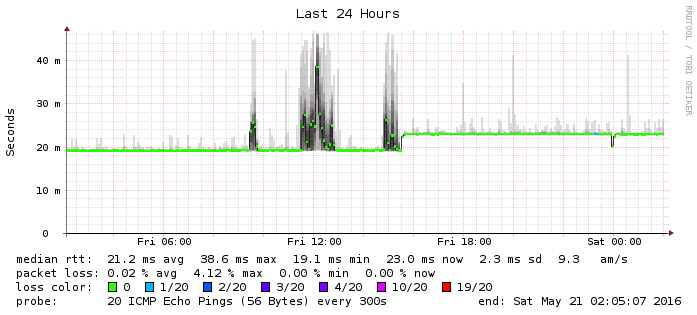 Last 24 Hours
RRDTOOL / TOBI OETIKER
Seconds
40 m
30 m
20 m
10 m
0
Fri 06:00 Fri 12:00 Fri 18:00 Sat 00:00
median rtt: 21.2 ms avg 38.6 ms max 19.1 ms min 23.0 ms now 2.3 ms sd 9.3 am/s
packet loss: 0.02 % avg 4.12 % max 0.00 % min 0.00 % now
loss color: 0 1/20 2/20 3/20 4/20 10/20 19/20
probe: 20 ICMP Echo Pings (56 Bytes) every 300s end: Sat May 21 02:05:07 2016